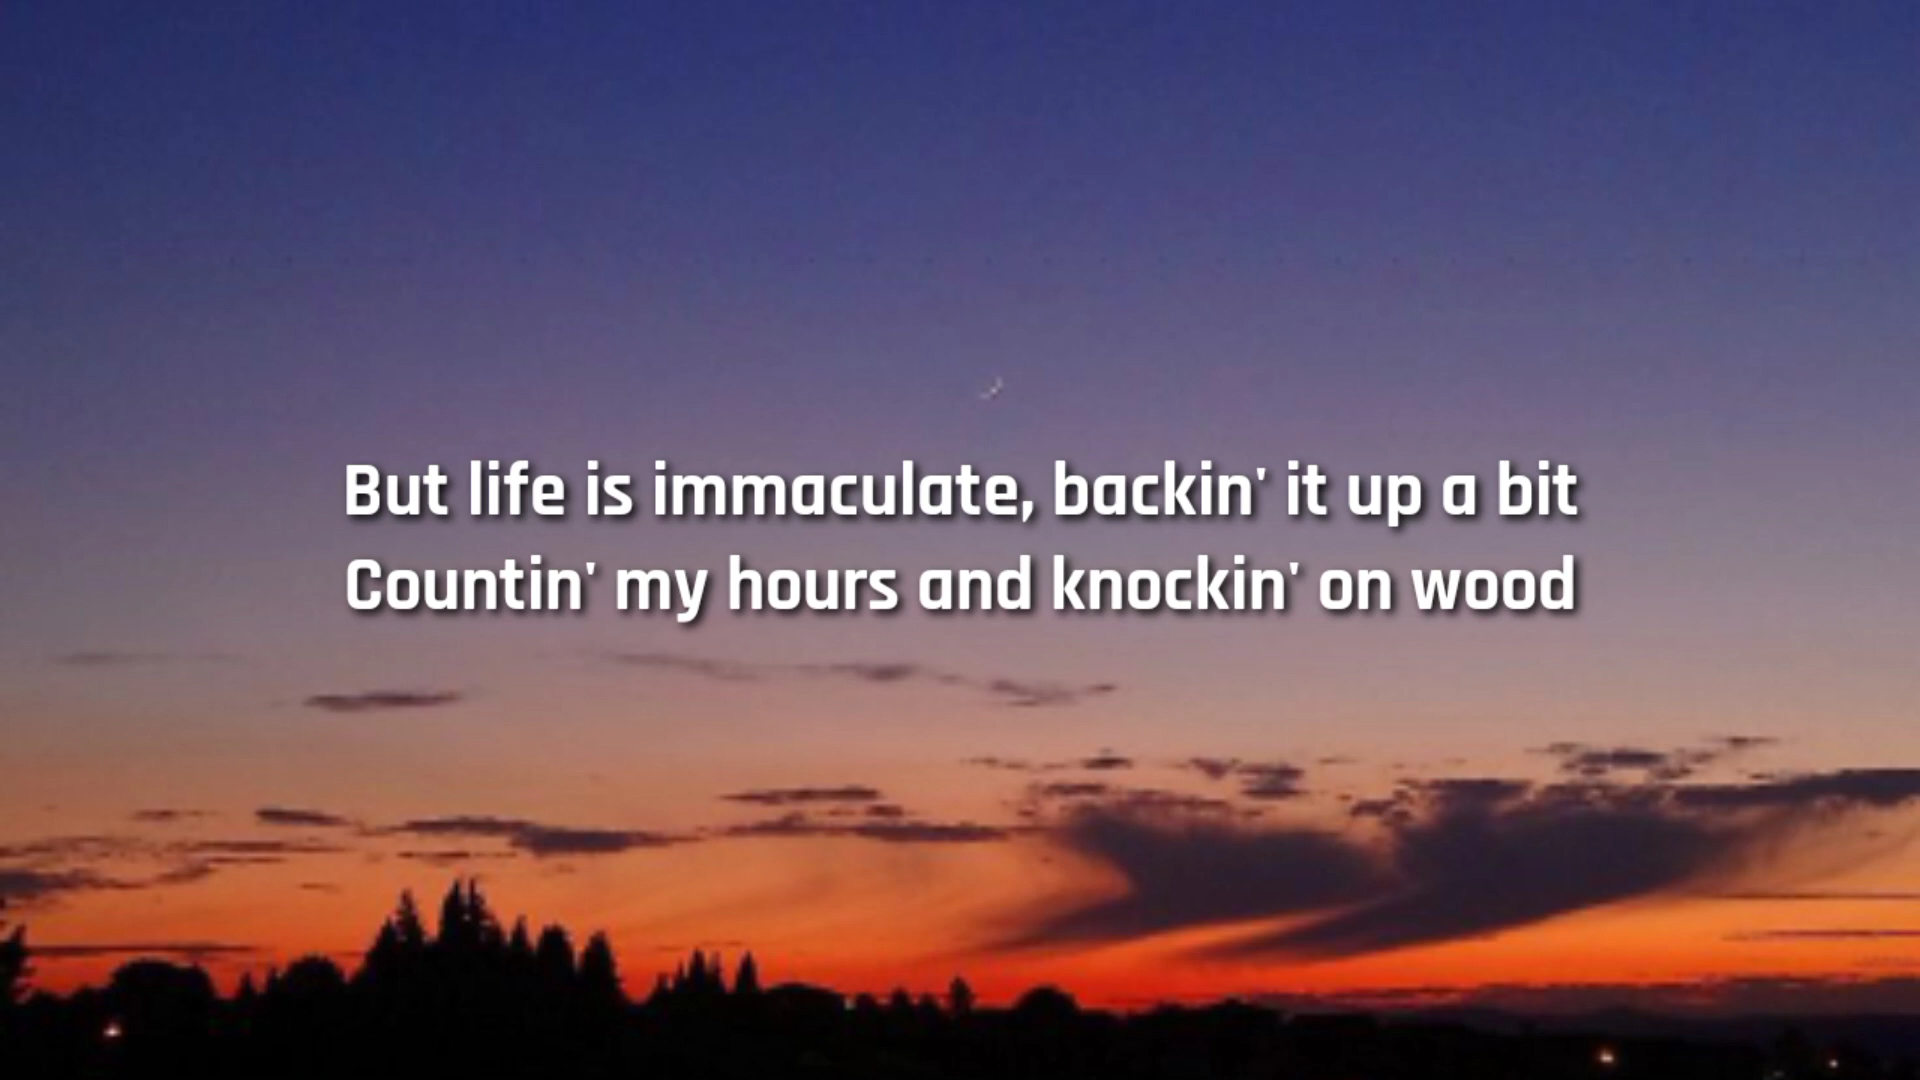 But life is immaculate, backin' it up a bit
Countin' my hours and knockin' on wood